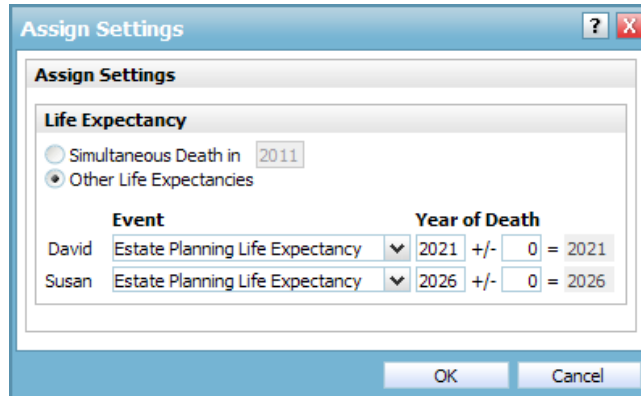 Assign Settings ? X
Assign Settings
Life Expectancy
Simultaneous Death in 2011
Other Life Expectancies
Event Year of Death
David Estate Planning Life Expectancy 2021 +/- 0 = 2021
Susan Estate Planning Life Expectancy 2026 +/- 0 = 2026
OK Cancel